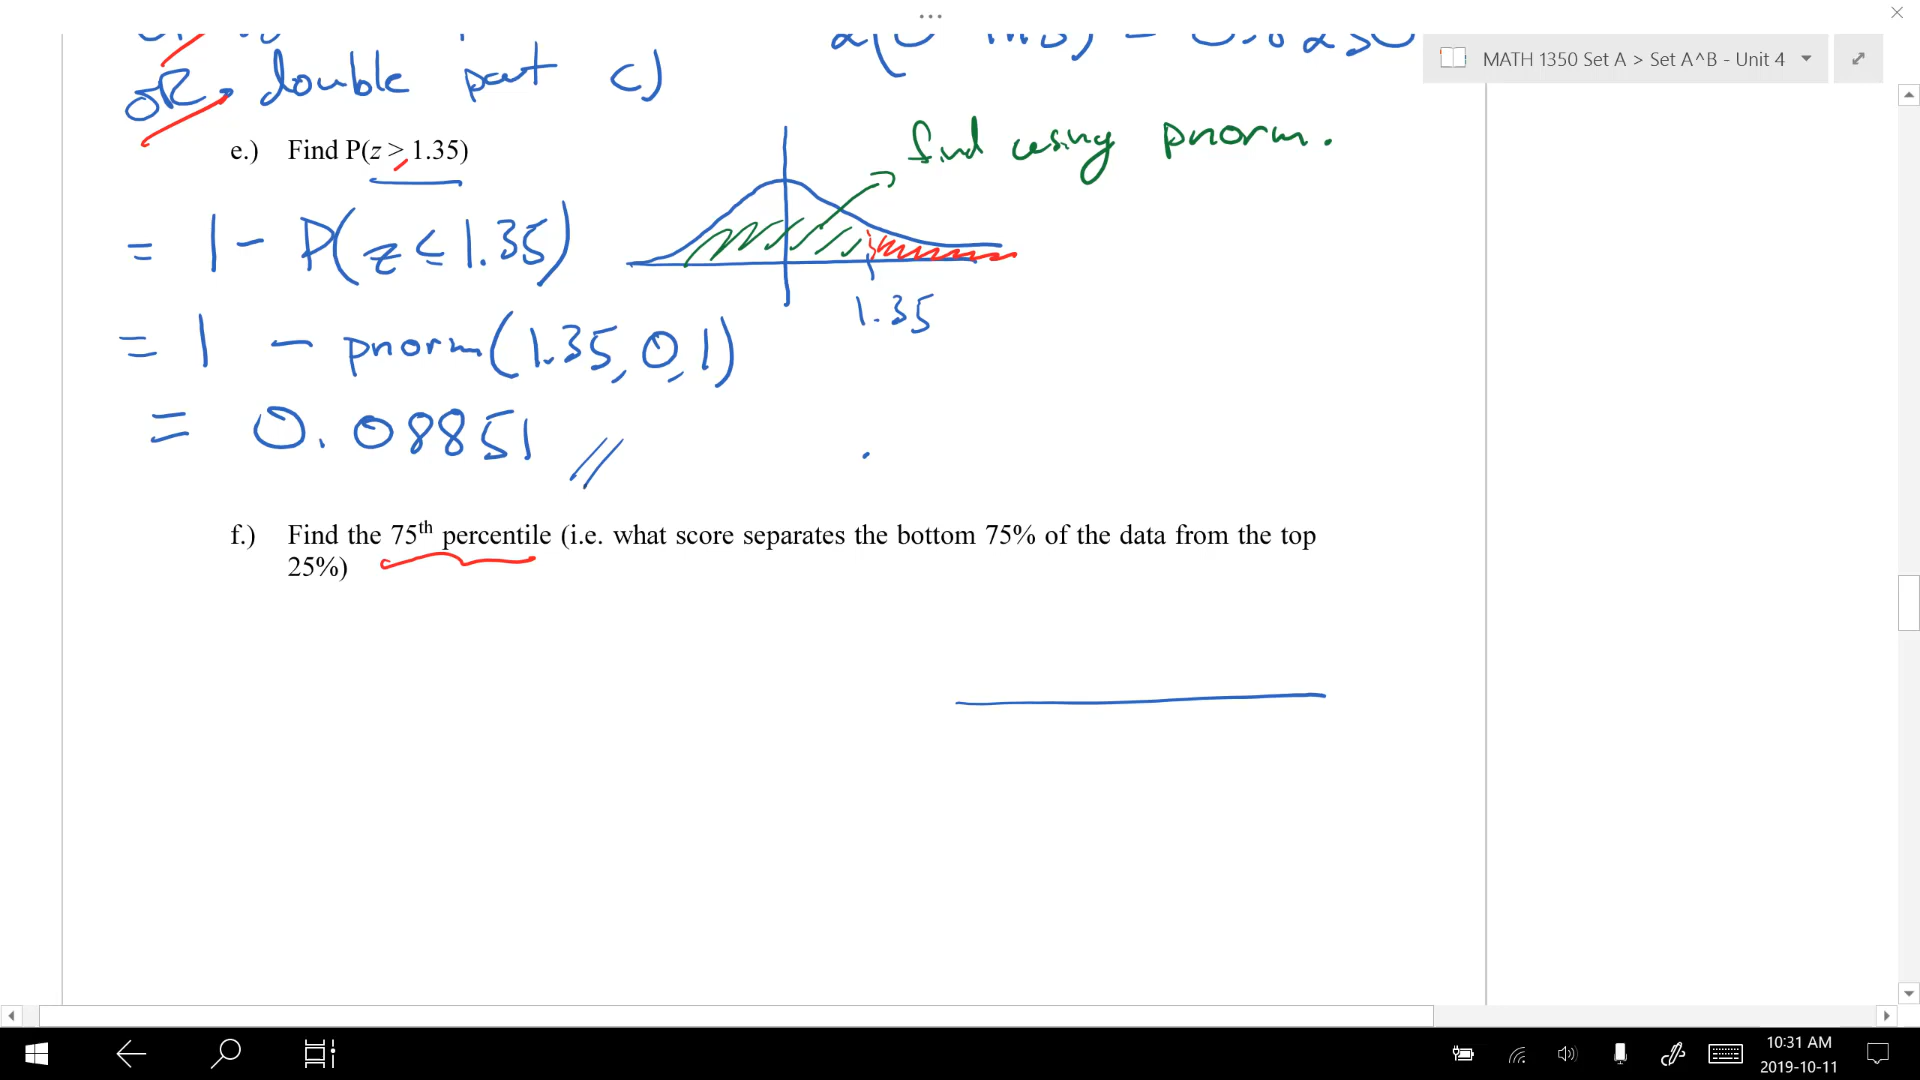 MATH 1350 Set A > Set A^B - Unit 4
OR double part c)
find using pnorm.
e.) Find P(z > 1.35)
= 1 - P(z ≤ 1.35)
1.35
= 1 - pnorm(1.35, 0, 1)
= 0.08851 //
f.) Find the 75th percentile (i.e. what score separates the bottom 75% of the data from the top
25%)
10:31 AM
2019-10-11